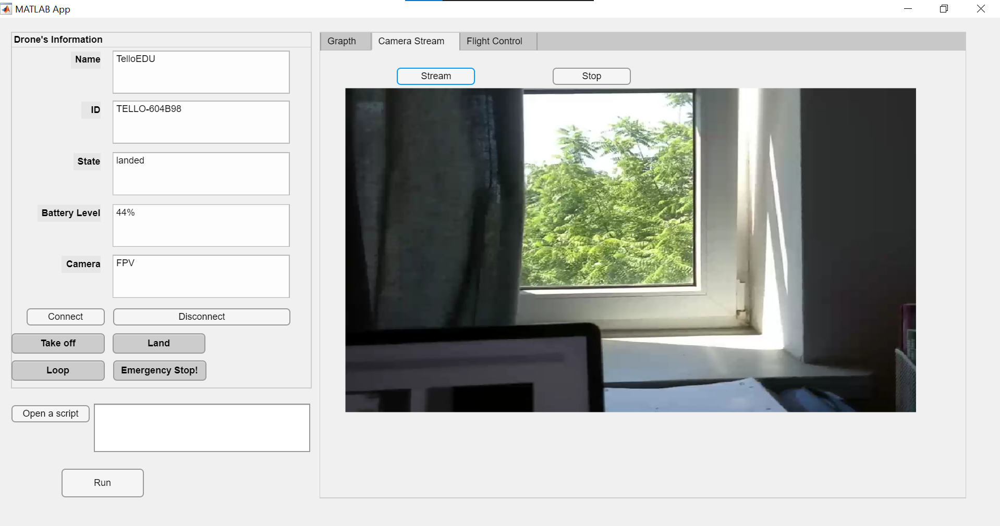 MATLAB App
Drone's Information
Name
TelloEDU
ID
TELLO-604B98
State
landed
Battery Level
44%
Camera
FPV
Connect
Disconnect
Take off
Land
Loop
Emergency Stop!
Open a script
Run
Grapth
Camera Stream
Flight Control
Stream
Stop